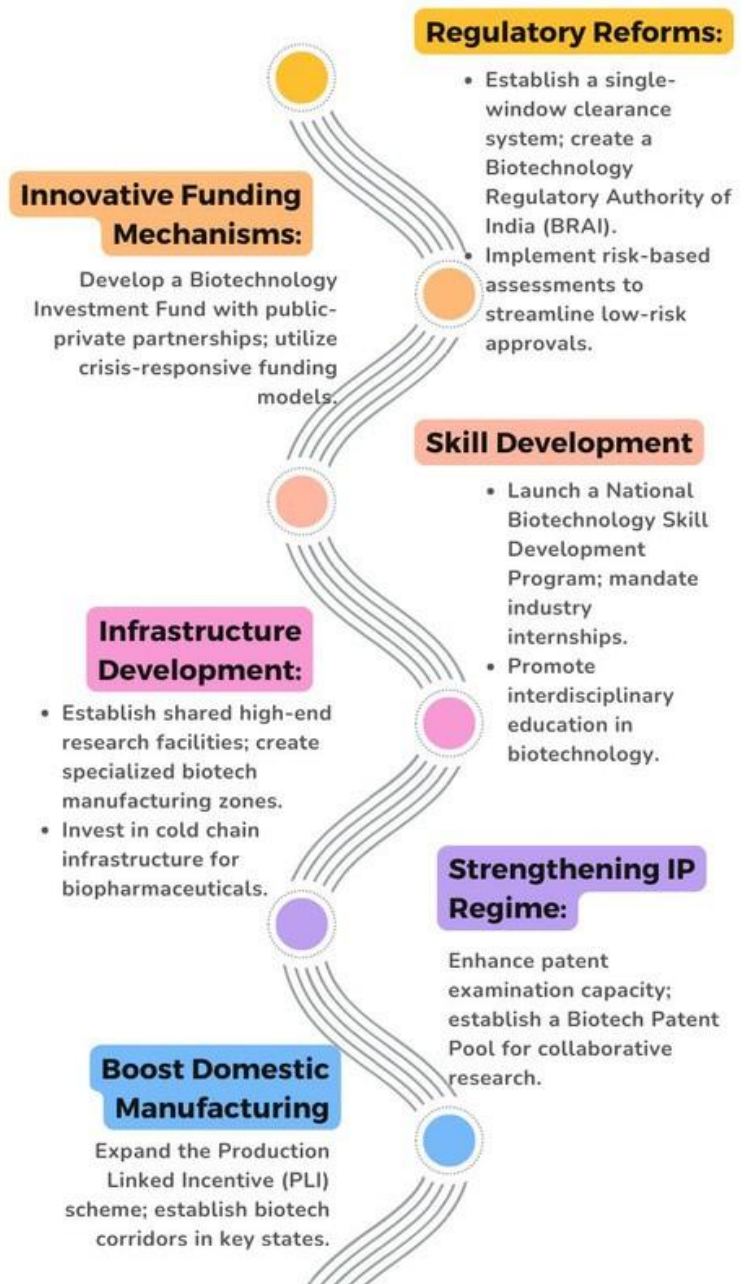 Regulatory Reforms:
• Establish a single-
window clearance
system; create a
Biotechnology
Regulatory Authority of
India (BRAI).
• Implement risk-based
assessments to
streamline low-risk
approvals.
Innovative Funding
Mechanisms:
Develop a Biotechnology
Investment Fund with public-
private partnerships; utilize
crisis-responsive funding
models.
Skill Development
• Launch a National
Biotechnology Skill
Development
Program; mandate
industry
internships.
• Promote
interdisciplinary
education in
biotechnology.
Infrastructure
Development:
• Establish shared high-end
research facilities; create
specialized biotech
manufacturing zones.
• Invest in cold chain
infrastructure for
biopharmaceuticals.
Strengthening IP
Regime:
Enhance patent
examination capacity;
establish a Biotech Patent
Pool for collaborative
research.
Boost Domestic
Manufacturing
Expand the Production
Linked Incentive (PLI)
scheme; establish biotech
corridors in key states.